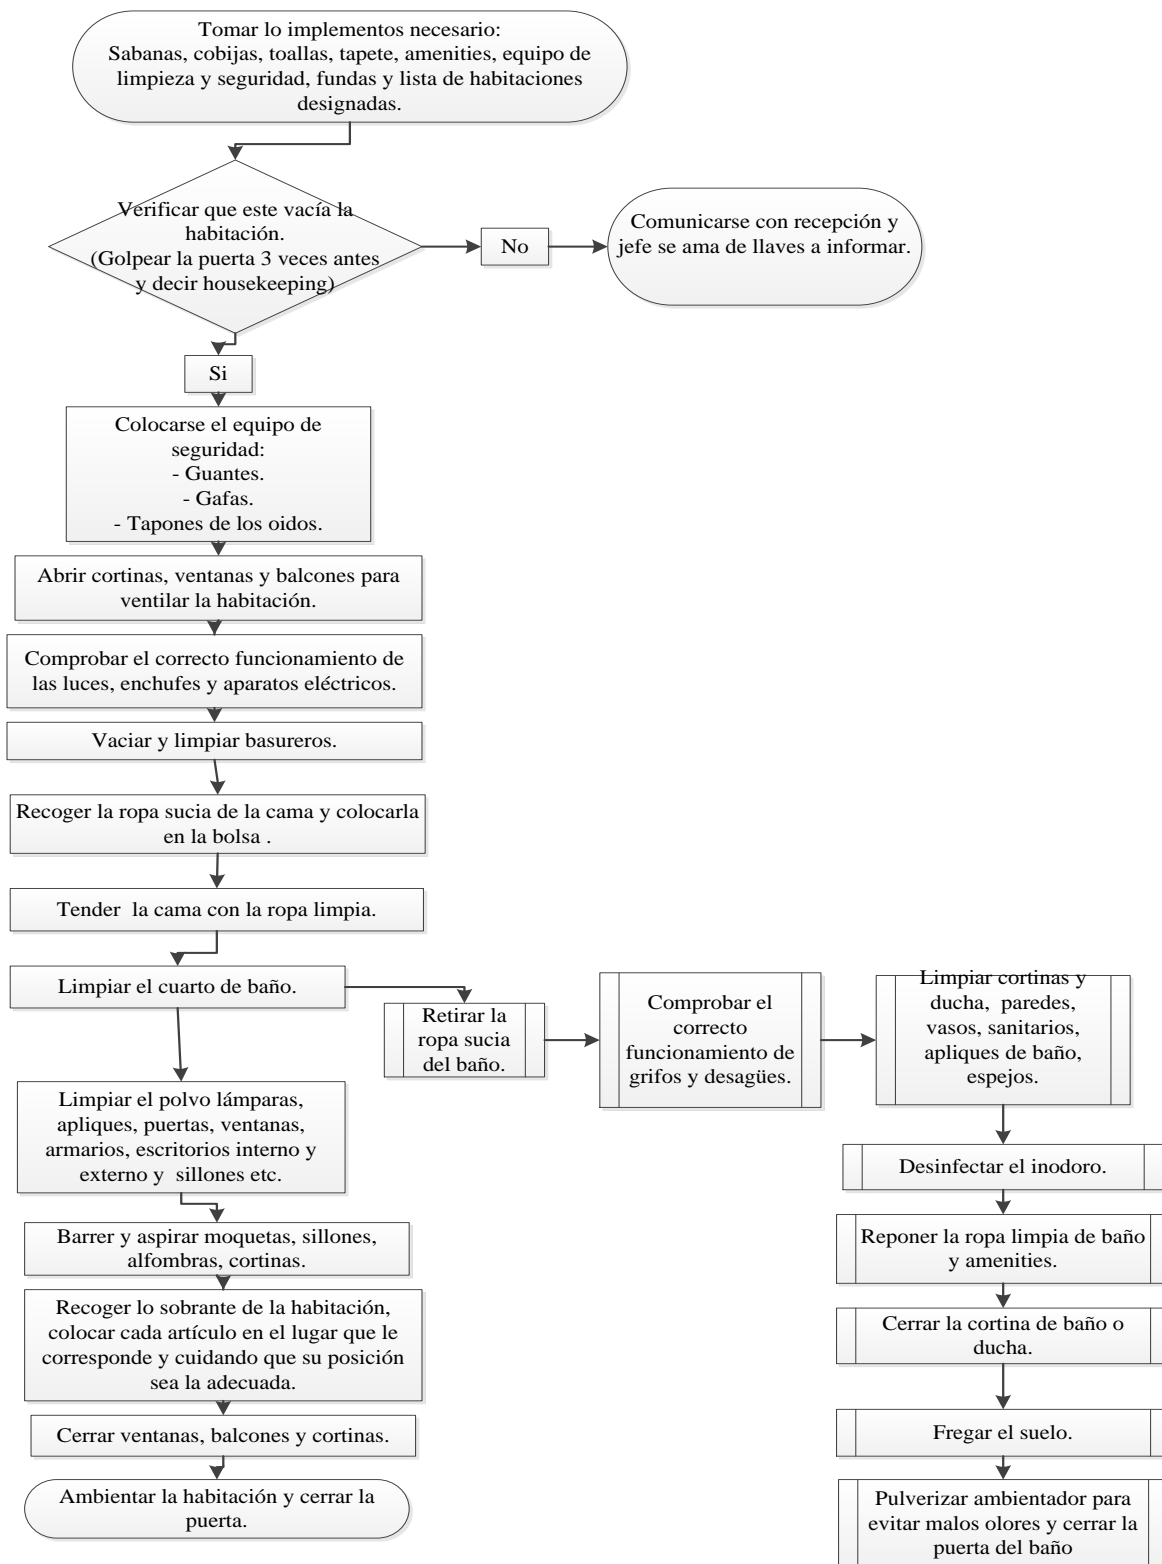 Tomar lo implementos necesario:
Sabanas, cobijas, toallas, tapete, amenities, equipo de
limpieza y seguridad, fundas y lista de habitaciones
designadas.
Verificar que este vacía la
habitación.
(Golpear la puerta 3 veces antes
y decir housekeeping)
No
Comunicarse con recepción y
jefe se ama de llaves a informar.
Si
Colocarse el equipo de
seguridad:
- Guantes.
- Gafas.
- Tapones de los oidos.
Abrir cortinas, ventanas y balcones para
ventilar la habitación.
Comprobar el correcto funcionamiento de
las luces, enchufes y aparatos eléctricos.
Vaciar y limpiar basureros.
Recoger la ropa sucia de la cama y colocarla
en la bolsa .
Tender  la cama con la ropa limpia.
Limpiar el cuarto de baño.
Retirar la
ropa sucia
del baño.
Comprobar el
correcto
funcionamiento de
grifos y desagües.
Limpiar cortinas y
ducha,  paredes,
vasos, sanitarios,
apliques de baño,
espejos.
Desinfectar el inodoro.
Reponer la ropa limpia de baño
y amenities.
Cerrar la cortina de baño o
ducha.
Fregar el suelo.
Pulverizar ambientador para
evitar malos olores y cerrar la
puerta del baño
Limpiar el polvo lámparas,
apliques, puertas, ventanas,
armarios, escritorios interno y
externo y  sillones etc.
Barrer y aspirar moquetas, sillones,
alfombras, cortinas.
Recoger lo sobrante de la habitación,
colocar cada artículo en el lugar que le
corresponde y cuidando que su posición
sea la adecuada.
Cerrar ventanas, balcones y cortinas.
Ambientar la habitación y cerrar la
puerta.